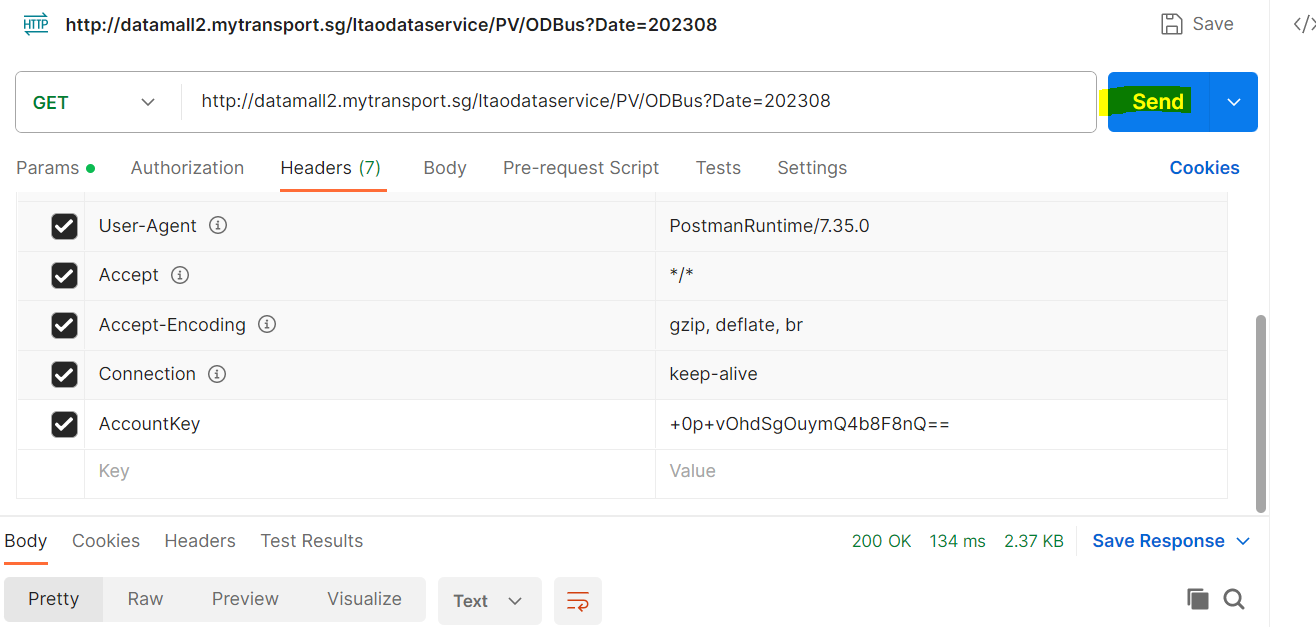 HTTP http://datamall2.mytransport.sg/ltaodataservice/PV/ODBus?Date=202308 Save </>
GET http://datamall2.mytransport.sg/ltaodataservice/PV/ODBus?Date=202308 Send
Params Authorization Headers (7) Body Pre-request Script Tests Settings Cookies
User-Agent PostmanRuntime/7.35.0
Accept */*
Accept-Encoding gzip, deflate, br
Connection keep-alive
AccountKey +0p+vOhdSgOuymQ4b8F8nQ==
Key Value
Body Cookies Headers Test Results 200 OK 134 ms 2.37 KB Save Response
Pretty Raw Preview Visualize Text